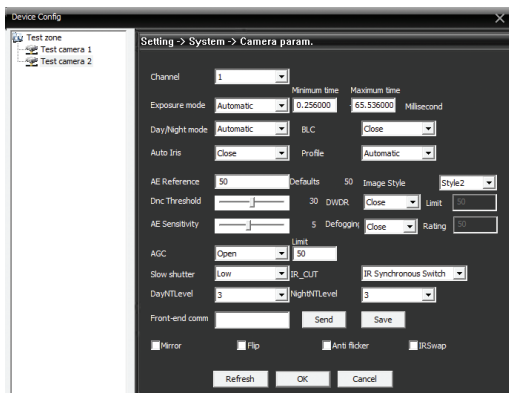 Device Config
Test zone
Test camera 1
Test camera 2
Setting -> System -> Camera param.
Channel 1
Minimum time Maximum time
Exposure mode Automatic 0.256000 65.536000 Millisecond
Day/Night mode Automatic BLC Close
Auto Iris Close Profile Automatic
AE Reference 50 Defaults 50 Image Style Style2
Dnc Threshold 30 DWDR Close Limit 50
AE Sensitivity 5 Defogging Close Rating 50
Limit
AGC Open 50
Slow shutter Low IR_CUT IR Synchronous Switch
DayNTLevel 3 NightNTLevel 3
Front-end comm Send Save
Mirror Flip Anti flicker IRSwap
Refresh OK Cancel